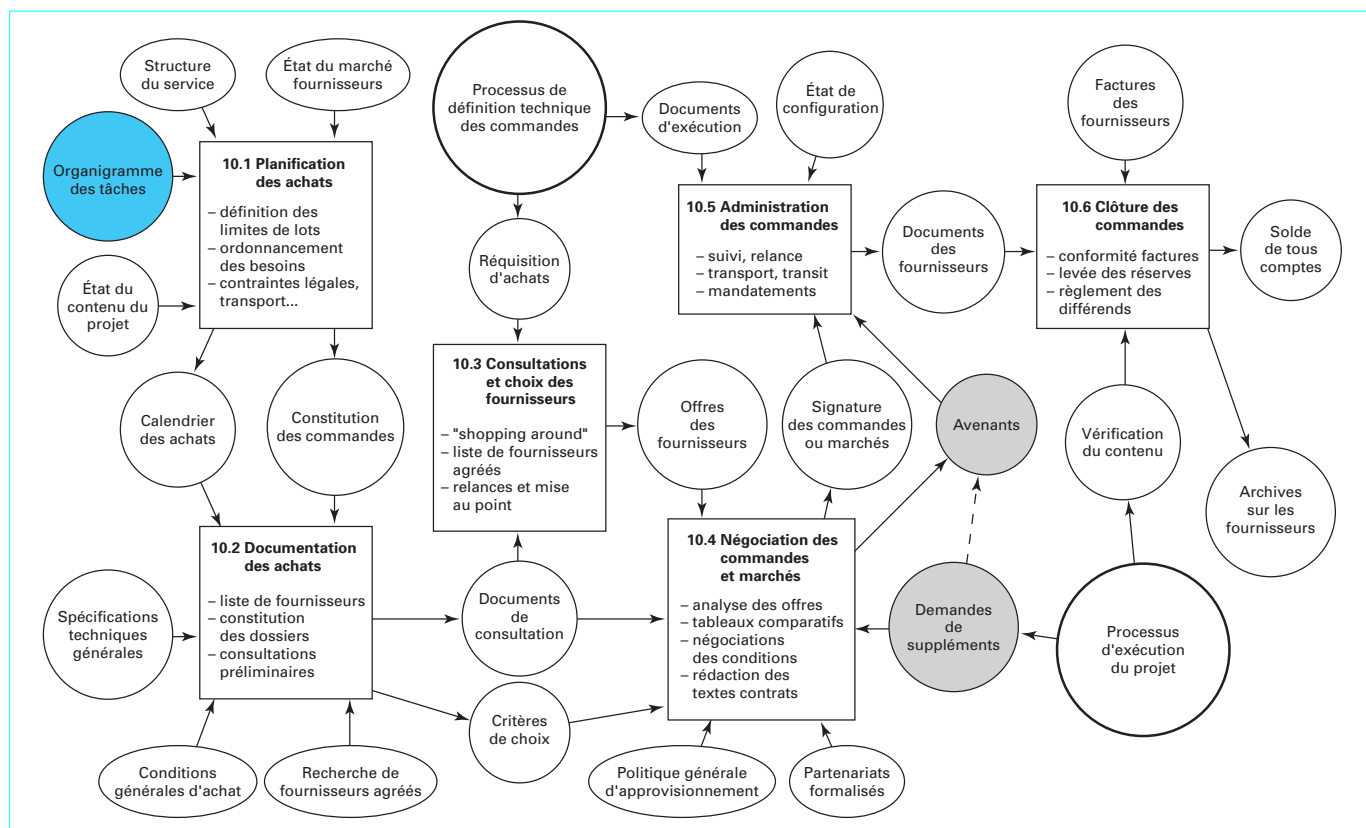 Structure
du service
État du marché
fournisseurs
Organigramme
des tâches
10.1 Planification
des achats
– définition des
limites de lots
– ordonnancement
des besoins
– contraintes légales,
transport...
État du
contenu du
projet
Calendrier
des achats
Constitution
des commandes
10.2 Documentation
des achats
– liste de fournisseurs
– constitution
des dossiers
– consultations
préliminaires
Spécifications
techniques
générales
Conditions
générales d'achat
Recherche de
fournisseurs agréés
Processus de
définition technique
des commandes
Réquisition
d'achats
10.3 Consultations
et choix des
fournisseurs
– "shopping around"
– liste de fournisseurs
agréés
– relances et mise
au point
Documents
de
consultation
Critères
de choix
Documents
d'exécution
État de
configuration
10.5 Administration
des commandes
– suivi, relance
– transport, transit
– mandatements
Offres
des
fournisseurs
Signature
des commandes
ou marchés
Avenants
10.4 Négociation des
commandes
et marchés
– analyse des offres
– tableaux comparatifs
– négociations
des conditions
– rédaction des
textes contrats
Politique générale
d'approvisionnement
Partenariats
formalisés
Demandes
de
suppléments
Documents
des
fournisseurs
Factures
des
fournisseurs
10.6 Clôture des
commandes
– conformité factures
– levée des réserves
– règlement des
différends
Solde
de tous
comptes
Vérification
du contenu
Archives
sur les
fournisseurs
Processus
d'exécution
du projet